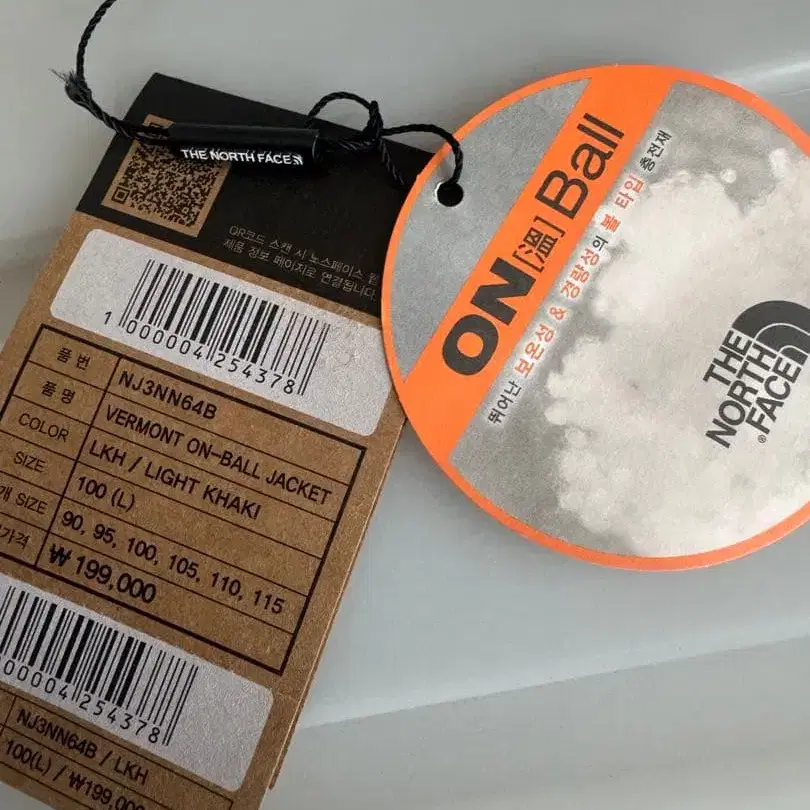 THE NORTH FACE
QR코드 스캔 시 노스페이스 웹
제품 정보 페이지로 연결됩니다.
1 000004 254378
품번 NJ3NN64B
품명 VERMONT ON-BALL JACKET
COLOR LKH / LIGHT KHAKI
SIZE 100 (L)
개 SIZE 90, 95, 100, 105, 110, 115
가격 ₩ 199,000
00004 254378
NJ3NN64B / LKH
100(L) / ₩199,000
ON[溫]Ball
뛰어난 보온성 & 경량성의 볼 타입 충전재
THE
NORTH
FACE®